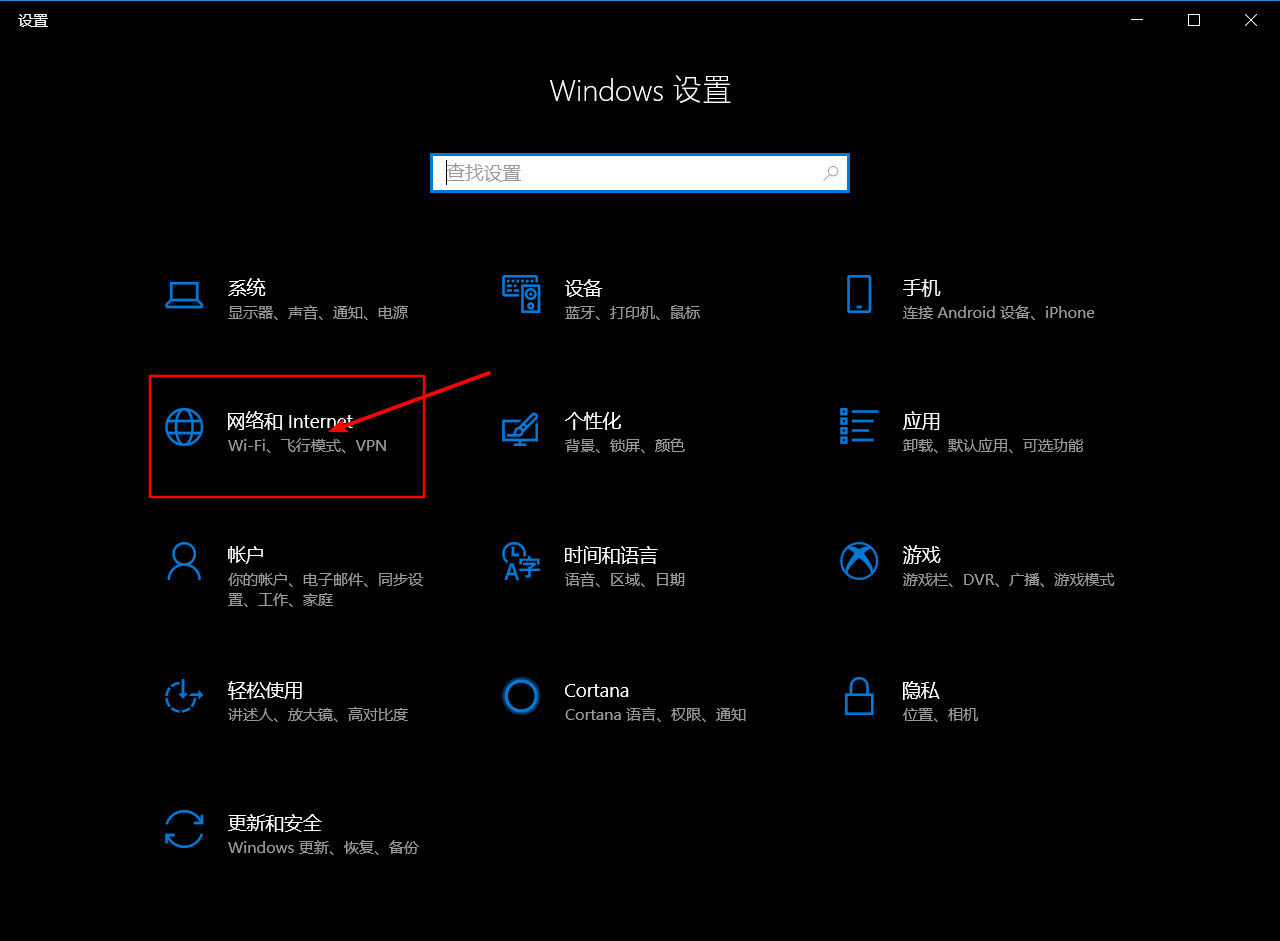 设置
Windows 设置
查找设置
系统
显示器、声音、通知、电源
设备
蓝牙、打印机、鼠标
手机
连接 Android 设备、iPhone
网络和 Internet
Wi-Fi、飞行模式、VPN
个性化
背景、锁屏、颜色
应用
卸载、默认应用、可选功能
帐户
你的帐户、电子邮件、同步设
置、工作、家庭
时间和语言
语音、区域、日期
游戏
游戏栏、DVR、广播、游戏模式
轻松使用
讲述人、放大镜、高对比度
Cortana
Cortana 语言、权限、通知
隐私
位置、相机
更新和安全
Windows 更新、恢复、备份